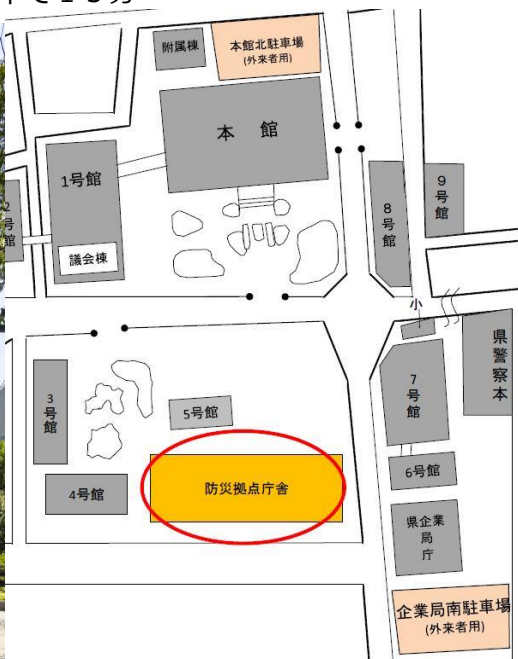 附属棟
本館北駐車場
(外来者用)
本　館
1号館
議会棟
2号館
8号館
9号館
小
県警察本
3号館
5号館
7号館
4号館
防災拠点庁舎
6号館
県企業
局
庁
企業局南駐車場
(外来者用)